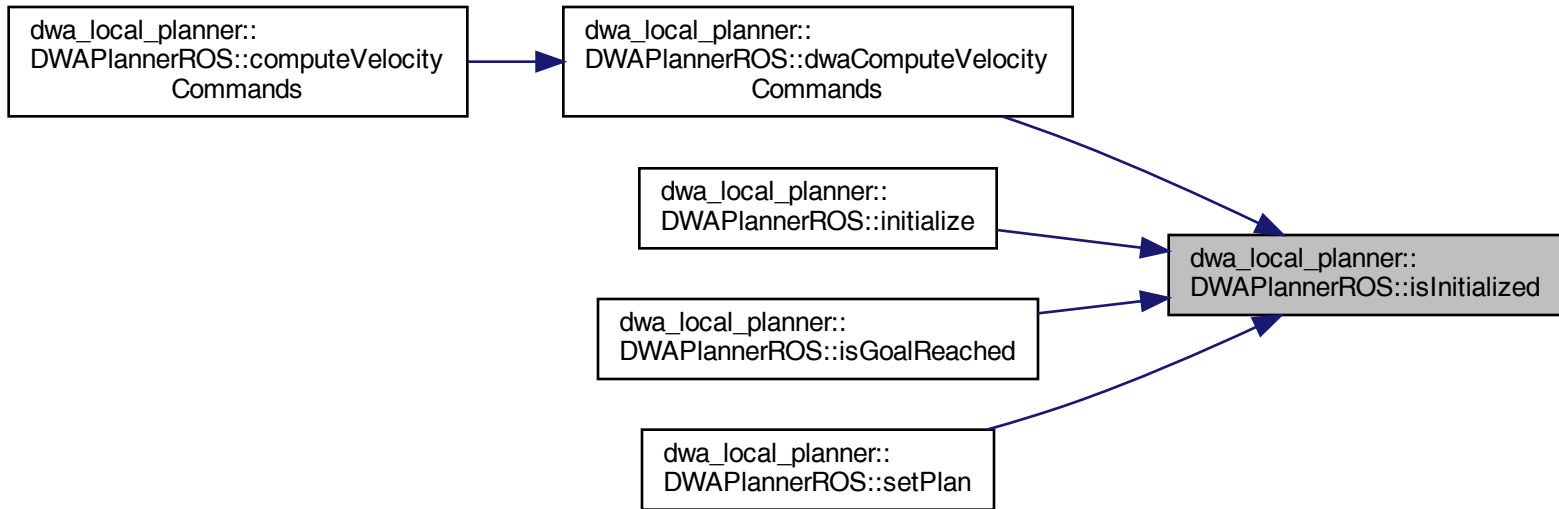 dwa_local_planner::
DWAPlannerROS::computeVelocity
Commands
dwa_local_planner::
DWAPlannerROS::dwaComputeVelocity
Commands
dwa_local_planner::
DWAPlannerROS::initialize
dwa_local_planner::
DWAPlannerROS::isGoalReached
dwa_local_planner::
DWAPlannerROS::setPlan
dwa_local_planner::
DWAPlannerROS::isInitialized